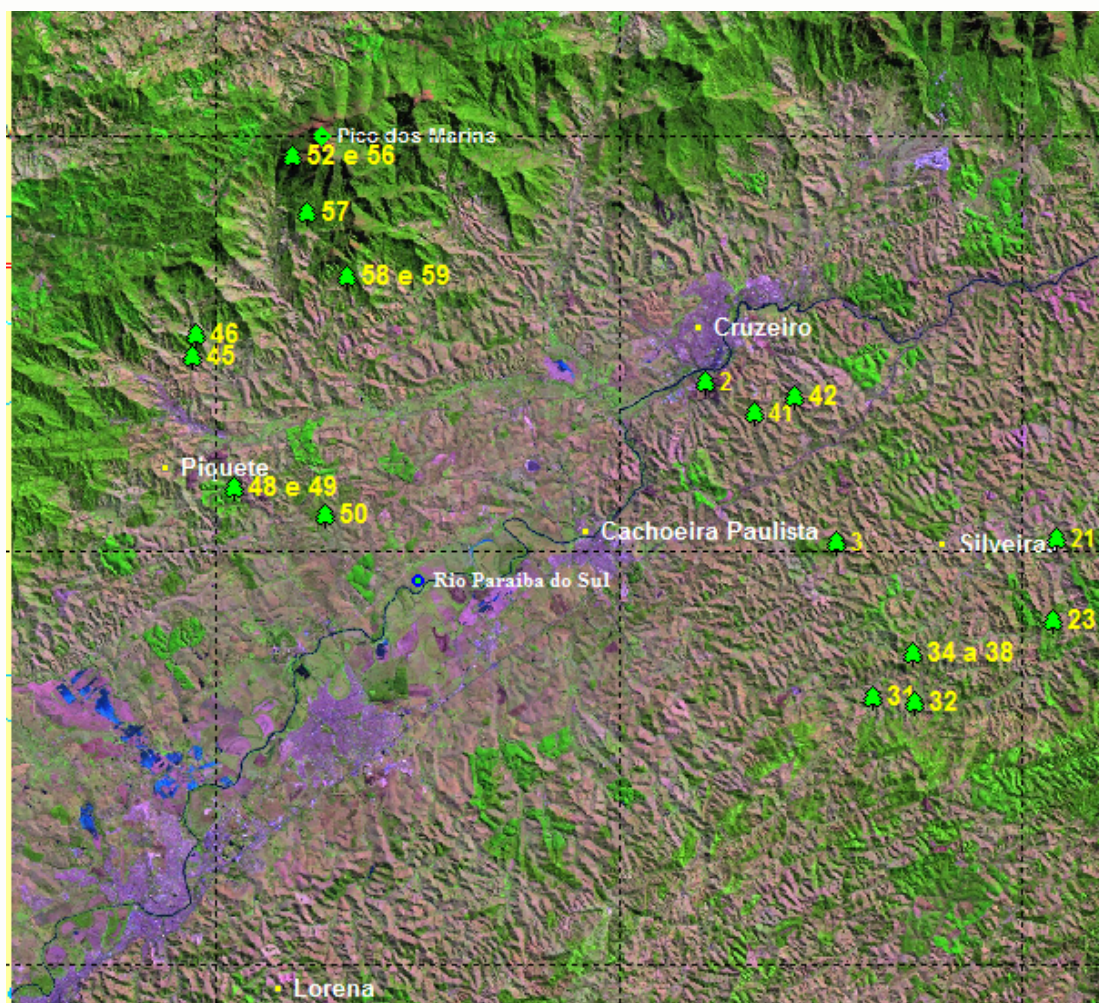 Pico dos Marins
52 e 56
57
58 e 59
46
45
Cruzeiro
2
42
41
Piquete
48 e 49
50
Cachoeira Paulista
3
Silveiras
21
Rio Paraíba do Sul
23
34 a 38
31
32
Lorena